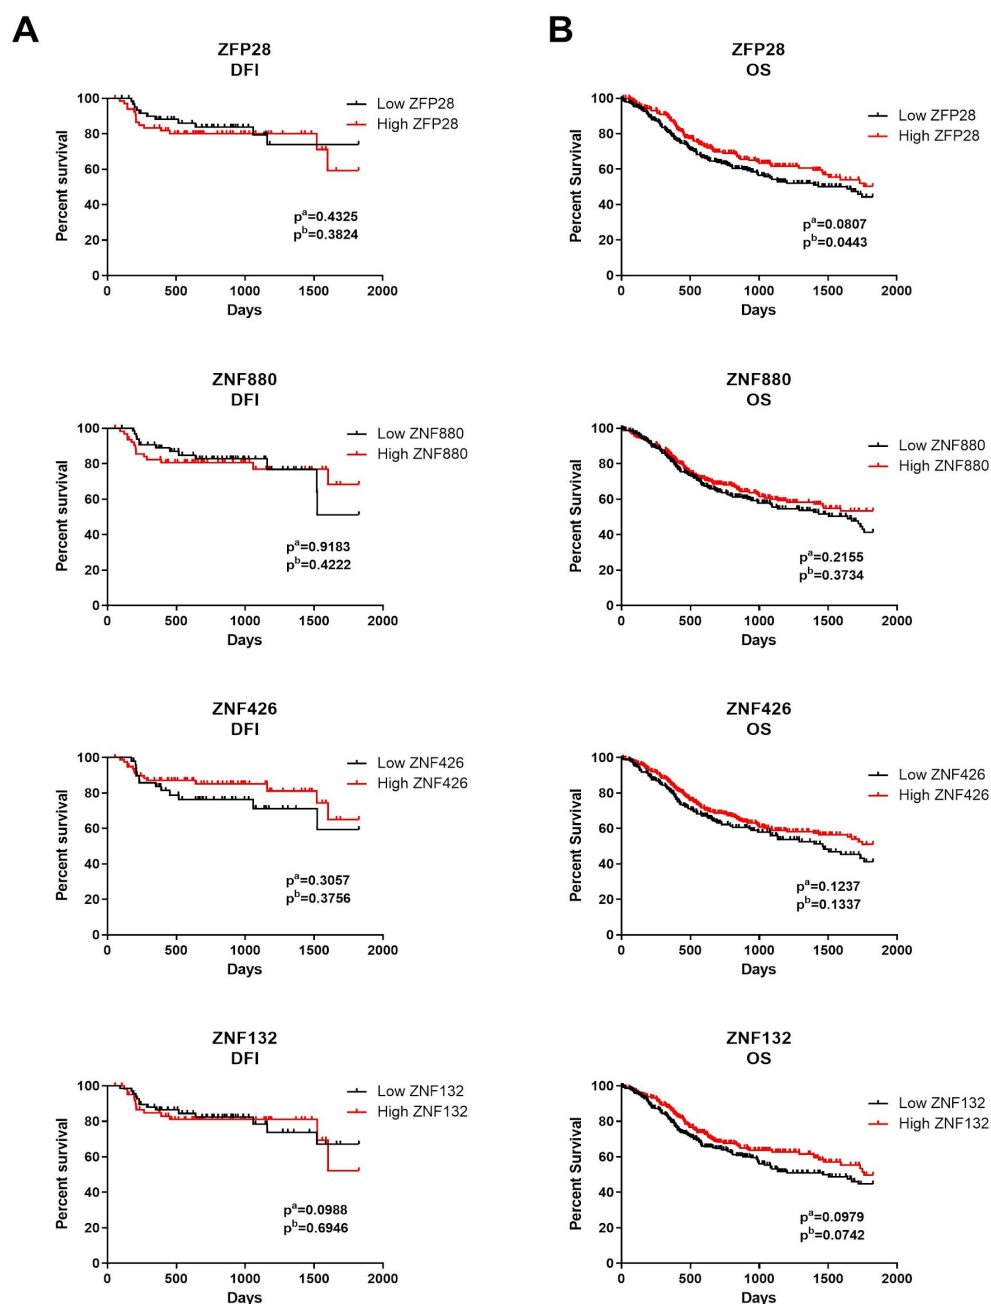 A
B
ZFP28
DFI
Low ZFP28
High ZFP28
Percent survival
100
80
60
40
20
0
pa=0.4325
pb=0.3824
0 500 1000 1500 2000
Days
ZFP28
OS
Low ZFP28
High ZFP28
Percent survival
100
80
60
40
20
0
pa=0.0807
pb=0.0443
0 500 1000 1500 2000
Days
ZNF880
DFI
Low ZNF880
High ZNF880
Percent survival
100
80
60
40
20
0
pa=0.9183
pb=0.4222
0 500 1000 1500 2000
Days
ZNF880
OS
Low ZNF880
High ZNF880
Percent survival
100
80
60
40
20
0
pa=0.2155
pb=0.3734
0 500 1000 1500 2000
Days
ZNF426
DFI
Low ZNF426
High ZNF426
Percent survival
100
80
60
40
20
0
pa=0.3057
pb=0.3756
0 500 1000 1500 2000
Days
ZNF426
OS
Low ZNF426
High ZNF426
Percent survival
100
80
60
40
20
0
pa=0.1237
pb=0.1337
0 500 1000 1500 2000
Days
ZNF132
DFI
Low ZNF132
High ZNF132
Percent survival
100
80
60
40
20
0
pa=0.0988
pb=0.6946
0 500 1000 1500 2000
Days
ZNF132
OS
Low ZNF132
High ZNF132
Percent survival
100
80
60
40
20
0
pa=0.0979
pb=0.0742
0 500 1000 1500 2000
Days